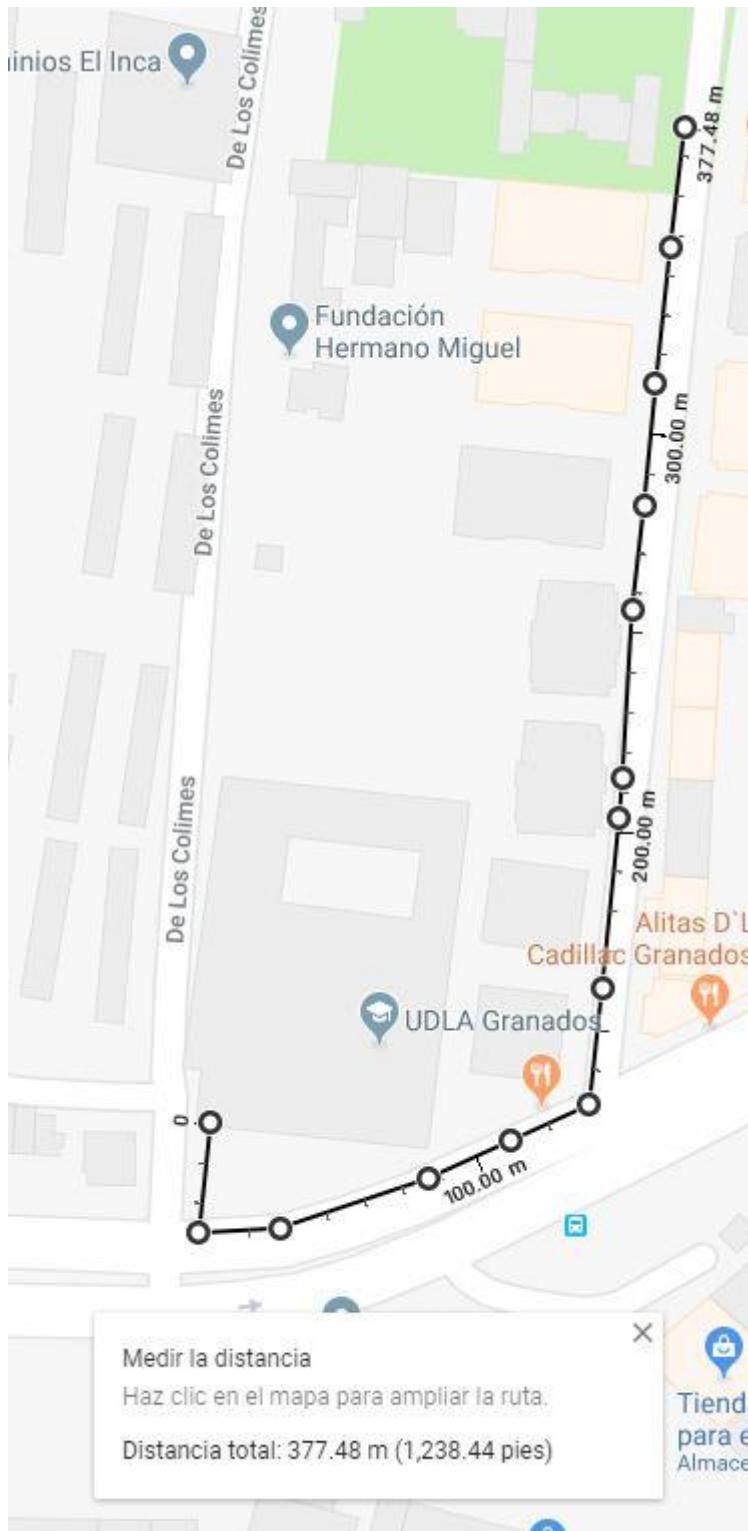 inios El Inca
De Los Colimes
377.48 m
Fundación
Hermano Miguel
De Los Colimes
300.00 m
De Los Colimes
200.00 m
Alitas D`L
Cadillac Granados
UDLA Granados
0
100.00 m
Medir la distancia
Haz clic en el mapa para ampliar la ruta.
Distancia total: 377.48 m (1,238.44 pies)
Tiend
para e
Almace